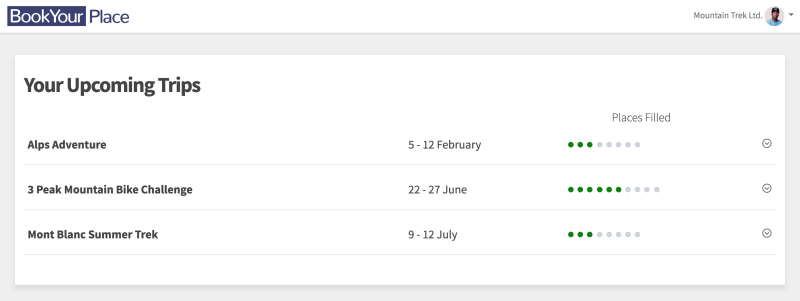 BookYour Place
Mountain Trek Ltd.
Your Upcoming Trips
Places Filled
Alps Adventure 5 - 12 February
3 Peak Mountain Bike Challenge 22 - 27 June
Mont Blanc Summer Trek 9 - 12 July